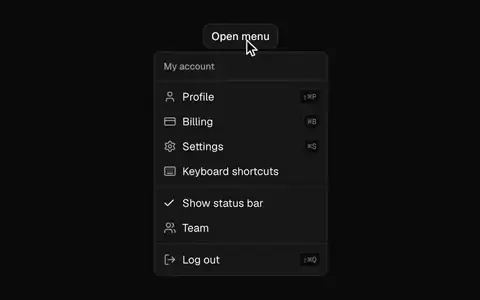 Open menu
My account
Profile ⇧⌘P
Billing ⌘B
Settings ⌘S
Keyboard shortcuts
Show status bar
Team
Log out ⇧⌘Q